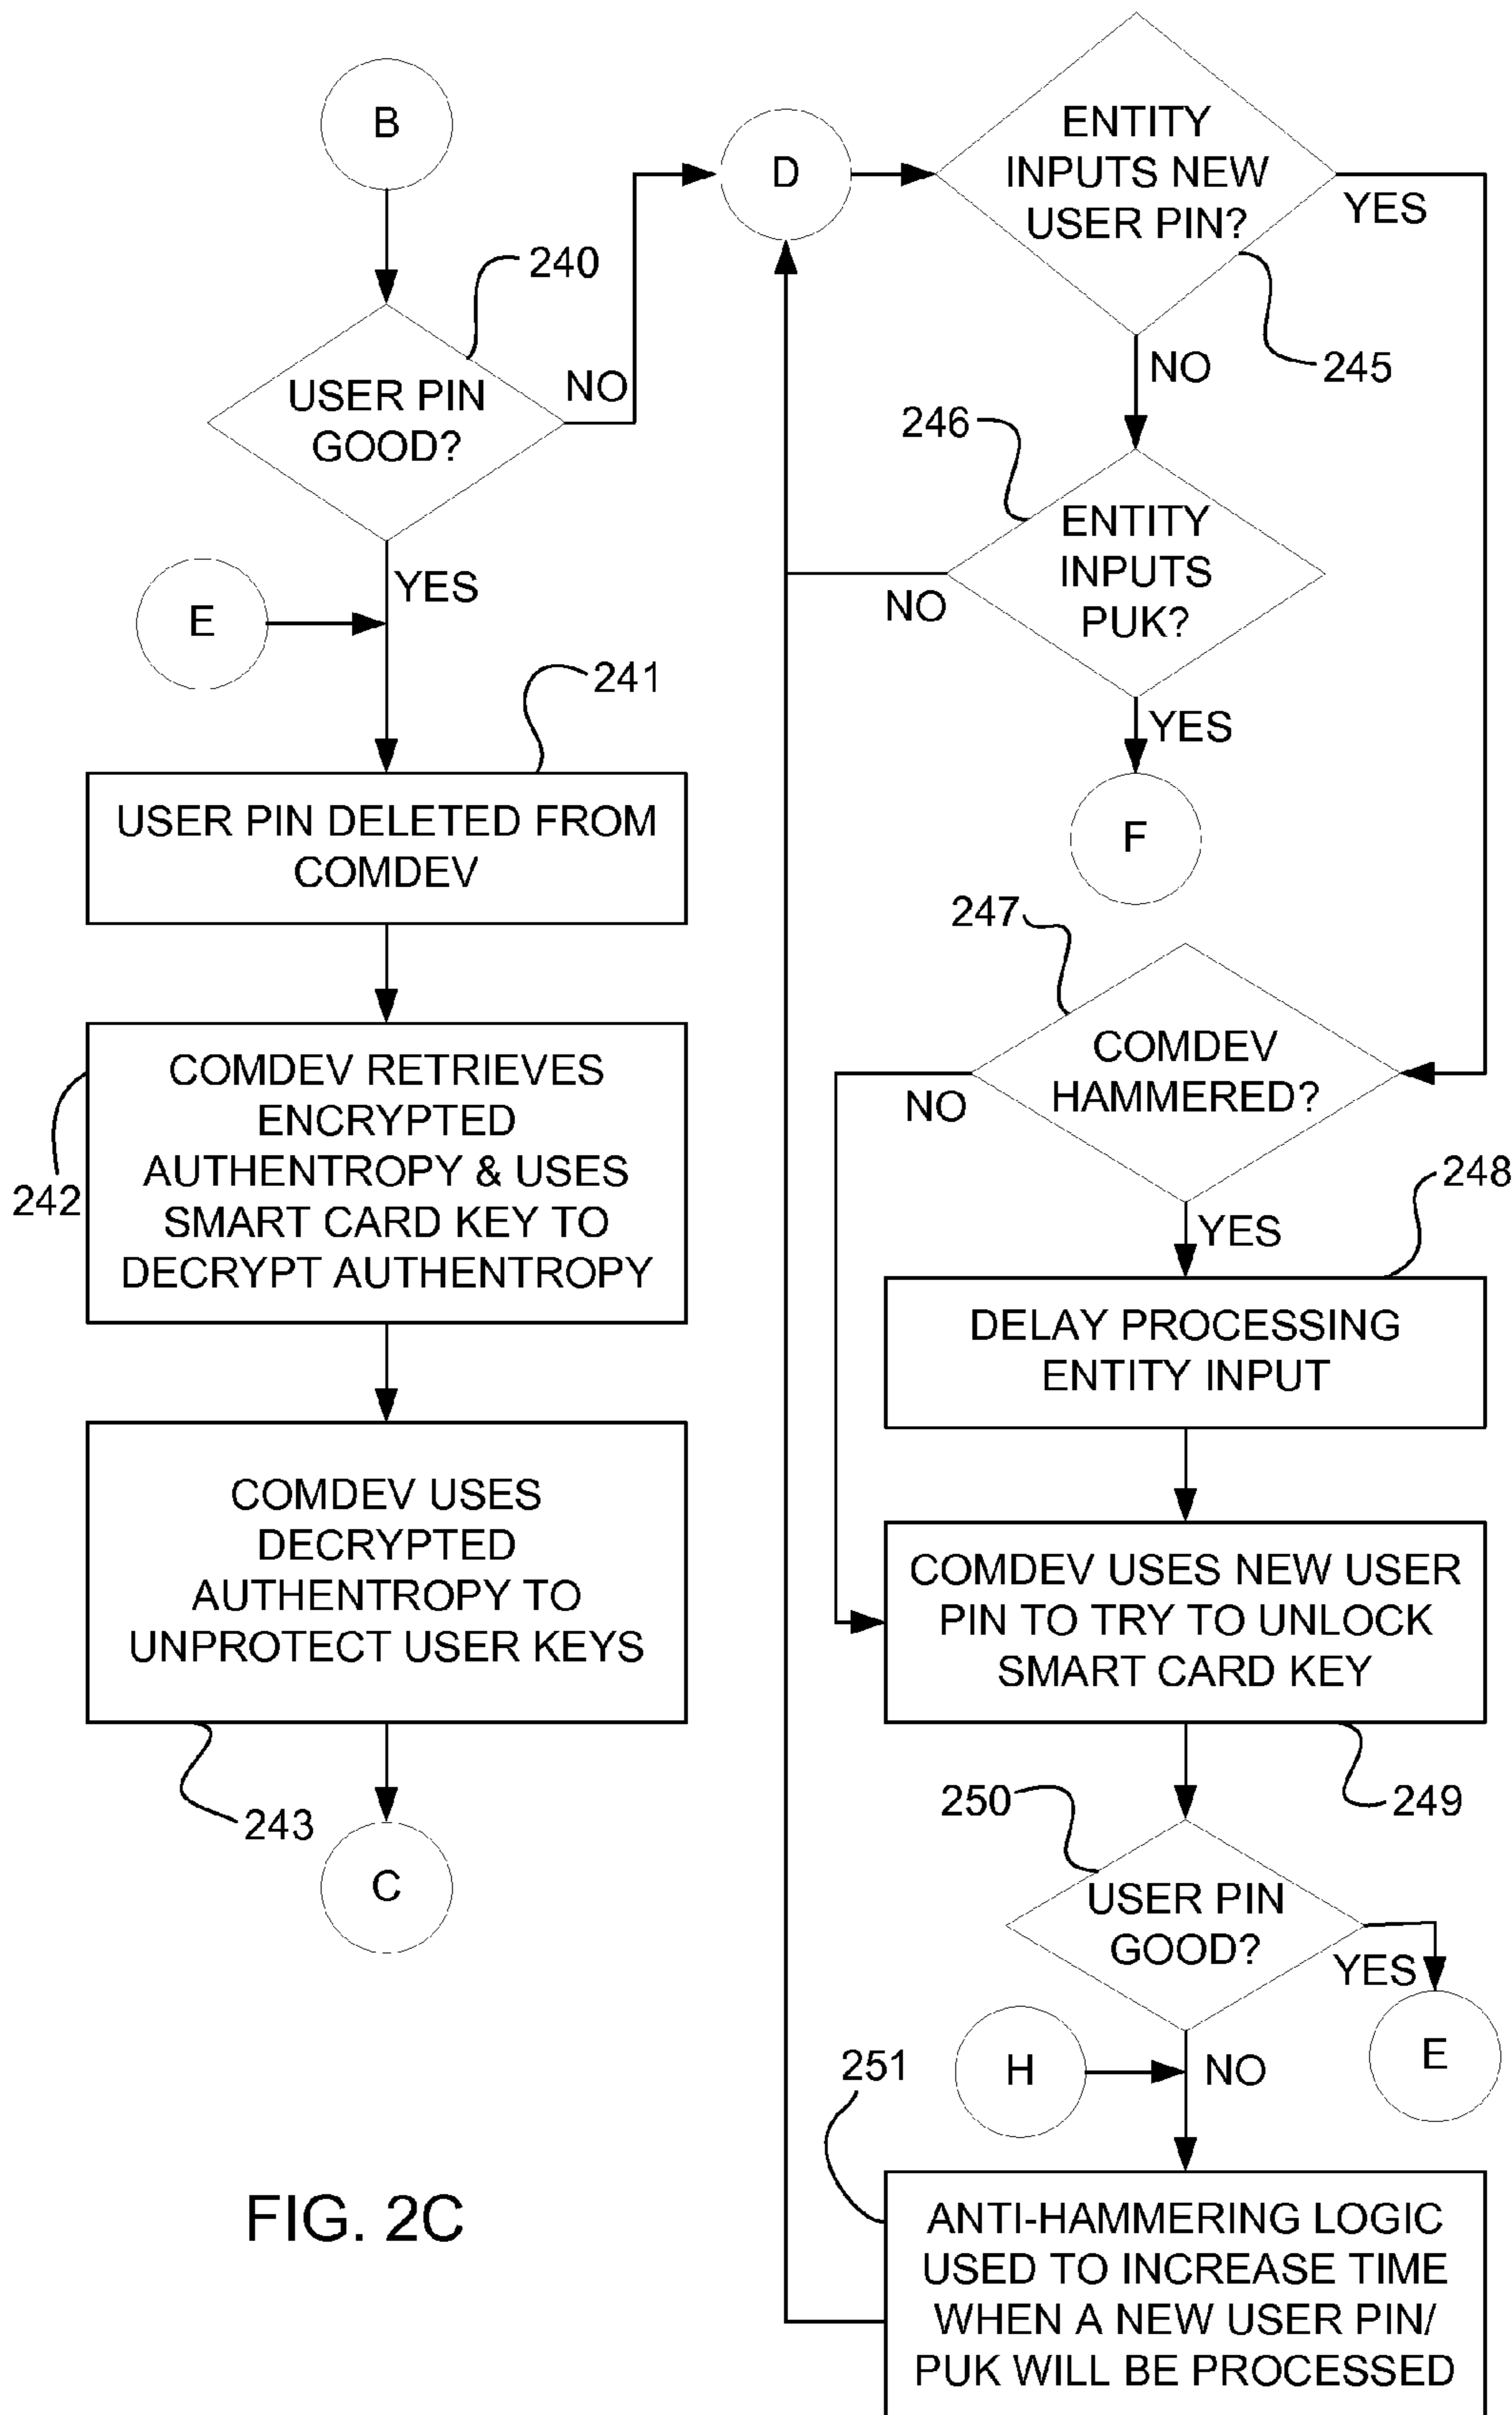 B
240
USER PIN
GOOD?
NO
YES
E
241
USER PIN DELETED FROM
COMDEV
COMDEV RETRIEVES
ENCRYPTED
AUTHENTROPY & USES
SMART CARD KEY TO
DECRYPT AUTHENTROPY
242
COMDEV USES
DECRYPTED
AUTHENTROPY TO
UNPROTECT USER KEYS
243
C
FIG. 2C
D
ENTITY
INPUTS NEW
USER PIN?
YES
245
NO
246
ENTITY
INPUTS
PUK?
NO
YES
F
247
COMDEV
HAMMERED?
NO
YES
248
DELAY PROCESSING
ENTITY INPUT
COMDEV USES NEW USER
PIN TO TRY TO UNLOCK
SMART CARD KEY
249
250
USER PIN
GOOD?
YES
E
H
NO
251
ANTI-HAMMERING LOGIC
USED TO INCREASE TIME
WHEN A NEW USER PIN/
PUK WILL BE PROCESSED